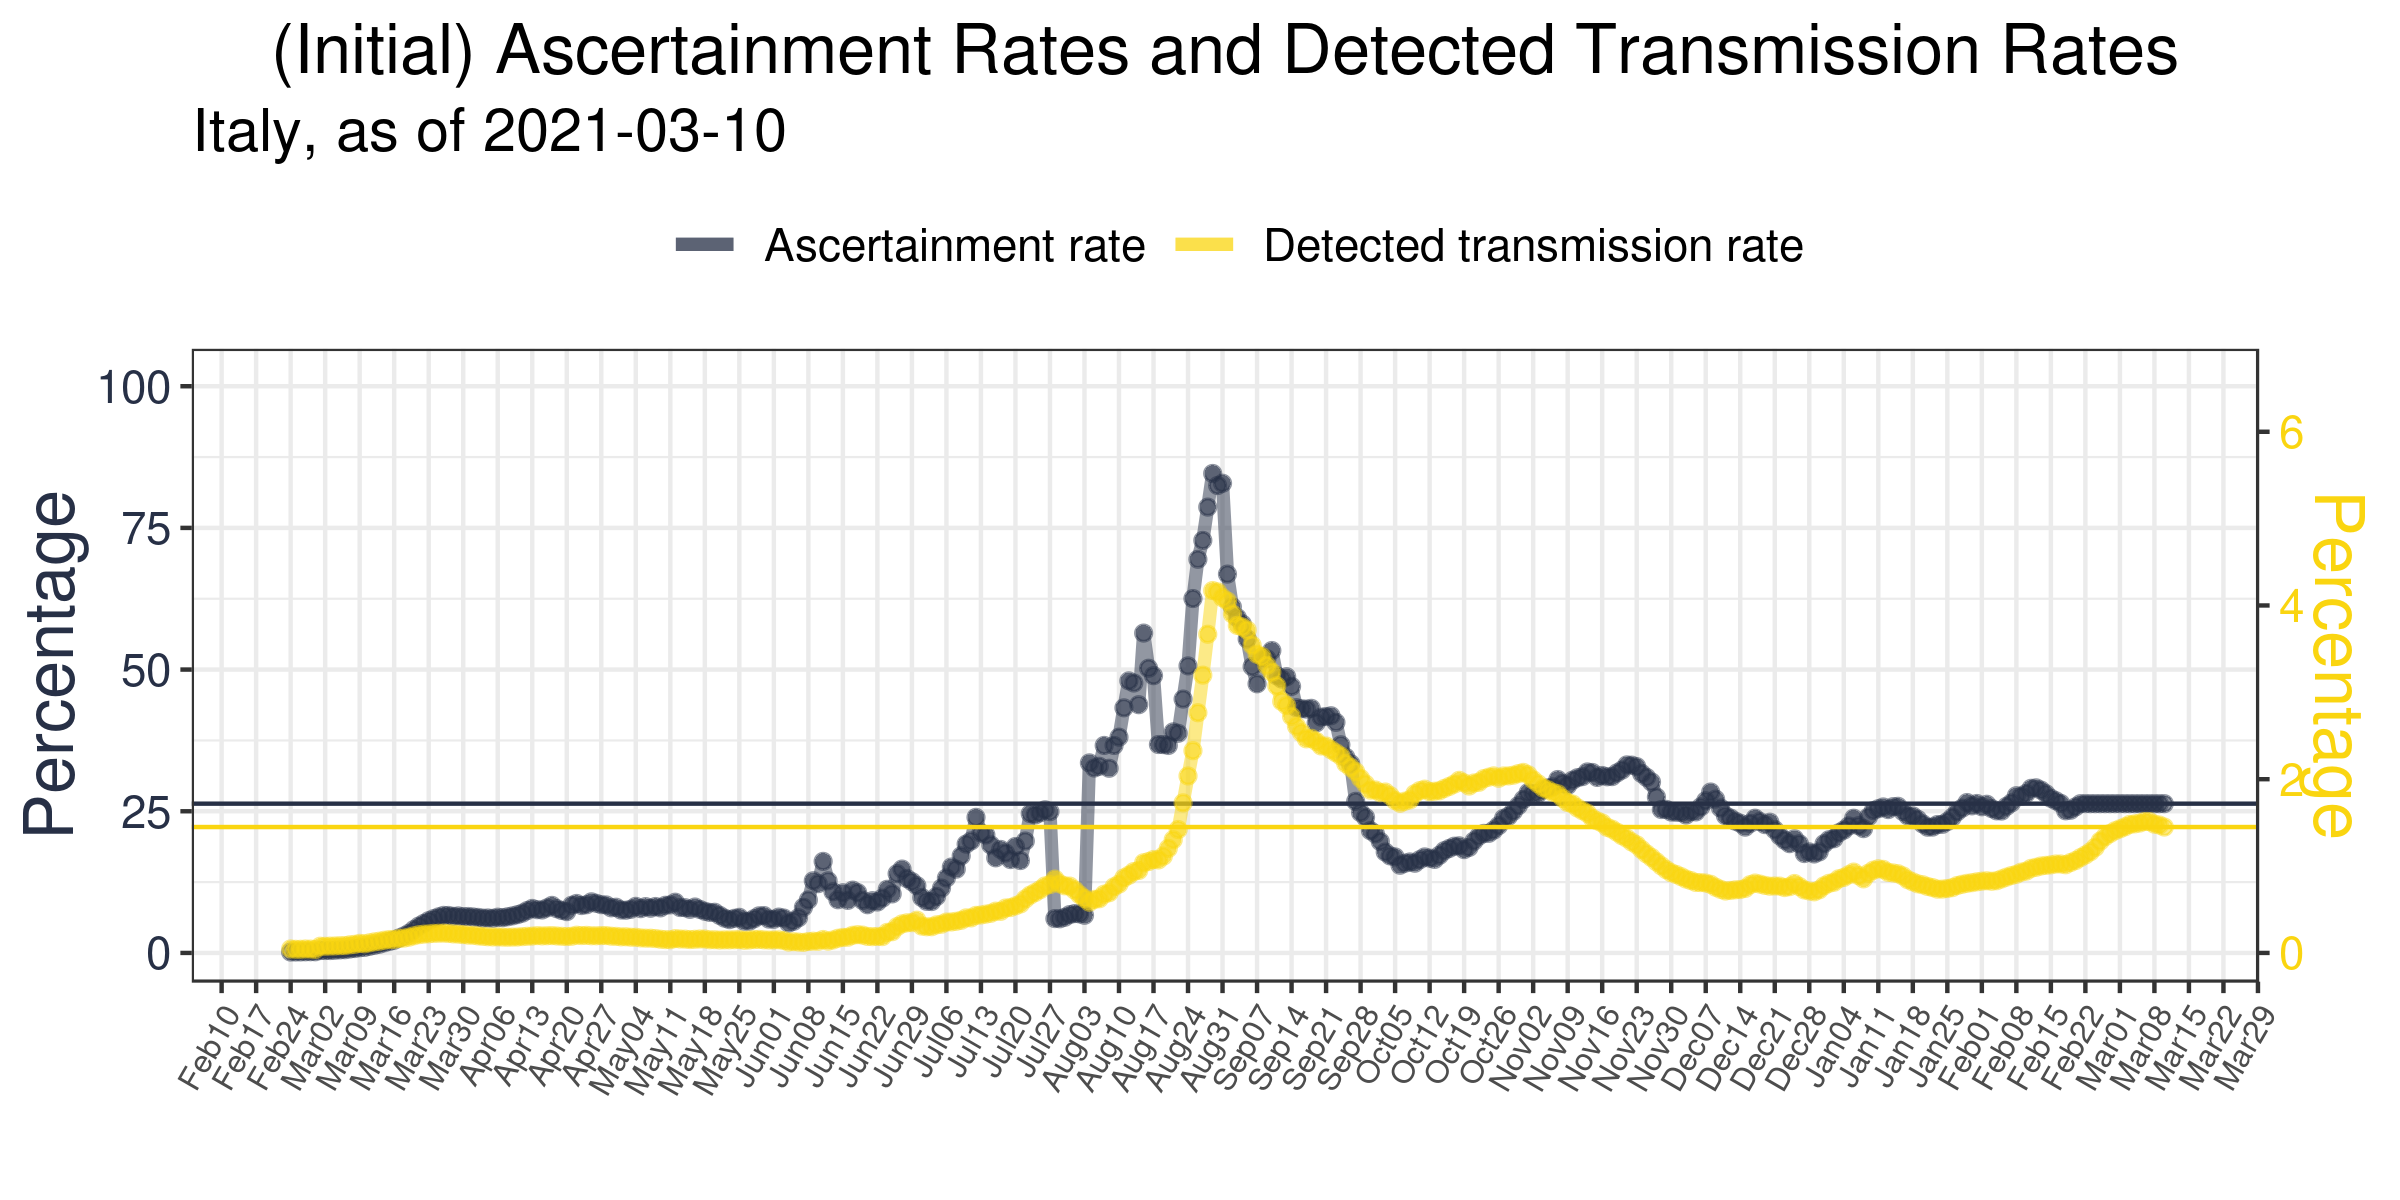 (Initial) Ascertainment Rates and Detected Transmission Rates
Italy, as of 2021-03-10
Ascertainment rate
Detected transmission rate
Percentage
100
75
50
25
0
6
4
2
0
Percentage
Feb10
Feb17
Feb24
Mar02
Mar09
Mar16
Mar23
Mar30
Apr06
Apr13
Apr20
Apr27
May04
May11
May18
May25
Jun01
Jun08
Jun15
Jun22
Jun29
Jul06
Jul13
Jul20
Jul27
Aug03
Aug10
Aug17
Aug24
Aug31
Sep07
Sep14
Sep21
Sep28
Oct05
Oct12
Oct19
Oct26
Nov02
Nov09
Nov16
Nov23
Nov30
Dec07
Dec14
Dec21
Dec28
Jan04
Jan11
Jan18
Jan25
Feb01
Feb08
Feb15
Feb22
Mar01
Mar08
Mar15
Mar22
Mar29